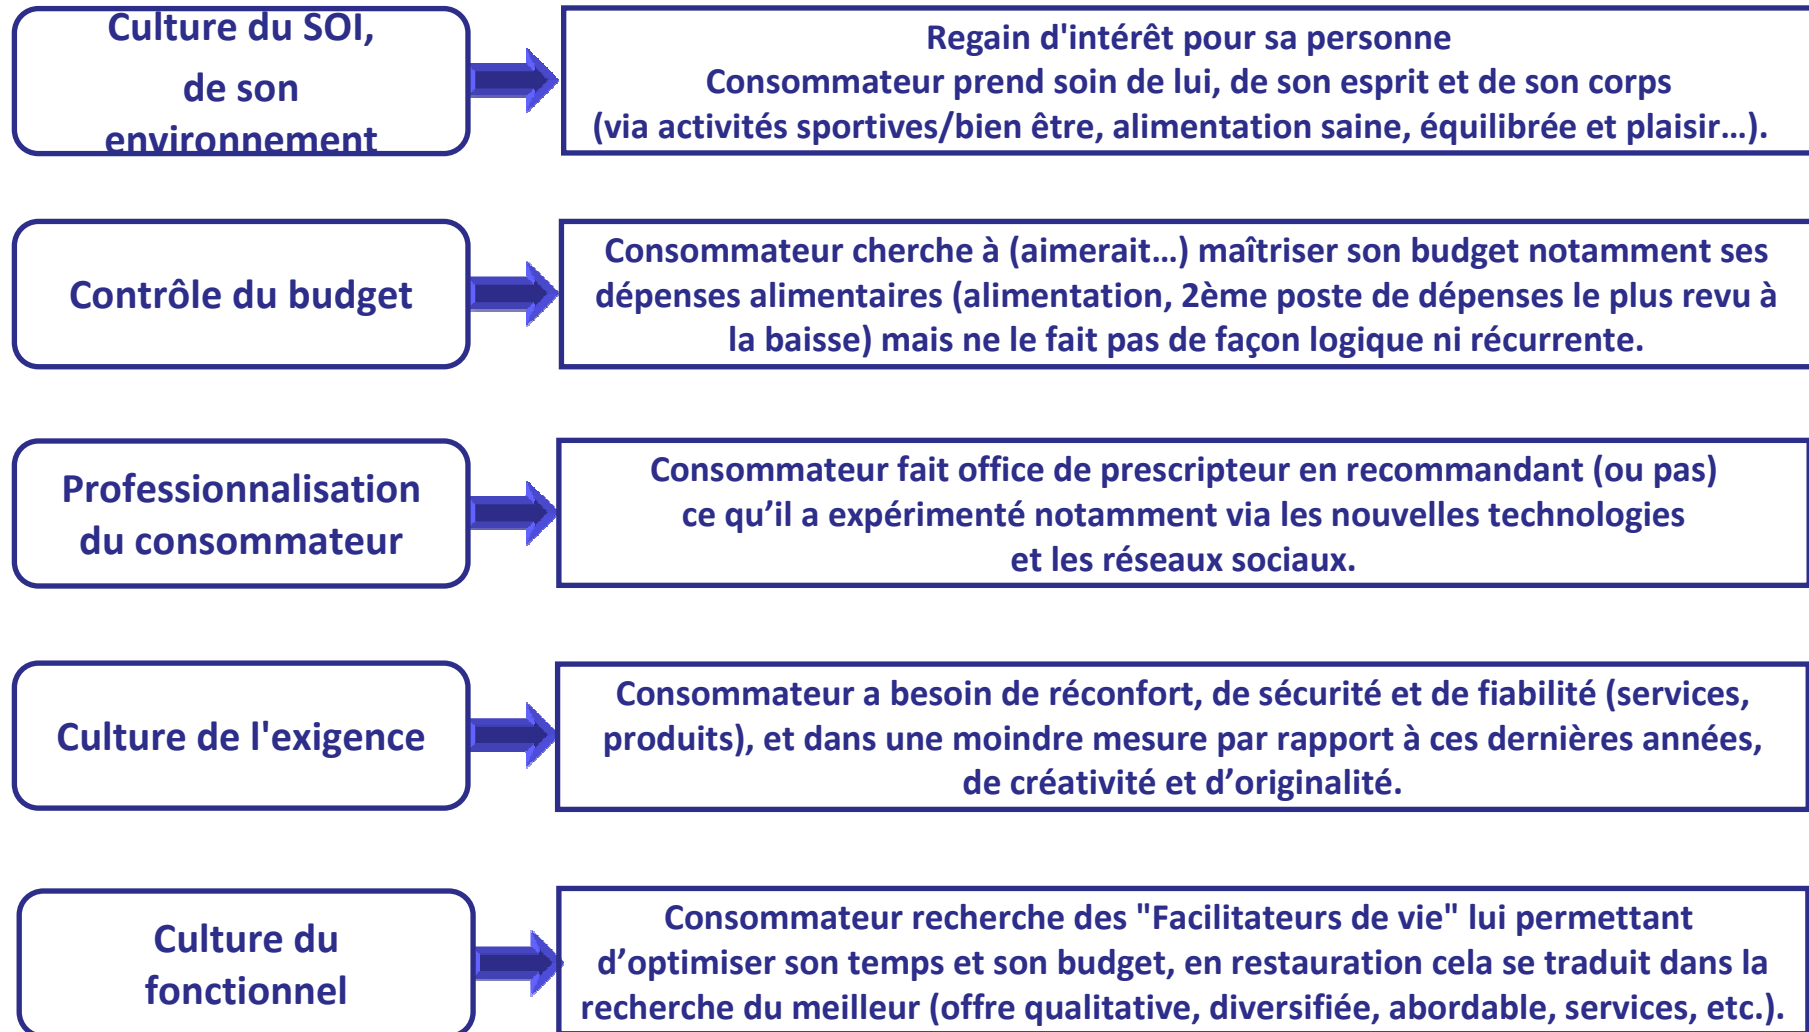 Culture du SOI,
de son
environnement
Regain d'intérêt pour sa personne
Consommateur prend soin de lui, de son esprit et de son corps
(via activités sportives/bien être, alimentation saine, équilibrée et plaisir…).
Contrôle du budget
Consommateur cherche à (aimerait…) maîtriser son budget notamment ses
dépenses alimentaires (alimentation, 2ème poste de dépenses le plus revu à
la baisse) mais ne le fait pas de façon logique ni récurrente.
Professionnalisation
du consommateur
Consommateur fait office de prescripteur en recommandant (ou pas)
ce qu’il a expérimenté notamment via les nouvelles technologies
et les réseaux sociaux.
Culture de l'exigence
Consommateur a besoin de réconfort, de sécurité et de fiabilité (services,
produits), et dans une moindre mesure par rapport à ces dernières années,
de créativité et d’originalité.
Culture du
fonctionnel
Consommateur recherche des "Facilitateurs de vie" lui permettant
d’optimiser son temps et son budget, en restauration cela se traduit dans la
recherche du meilleur (offre qualitative, diversifiée, abordable, services, etc.).